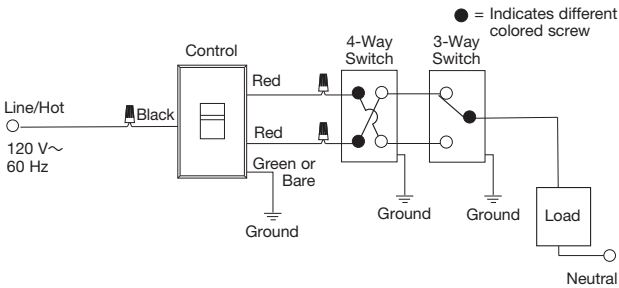 = Indicates different
colored screw
4-Way
Switch
3-Way
Switch
Control
Red
Line/Hot
Black
120 V~
60 Hz
Red
Green or
Bare
Ground
Ground
Ground
Load
Neutral